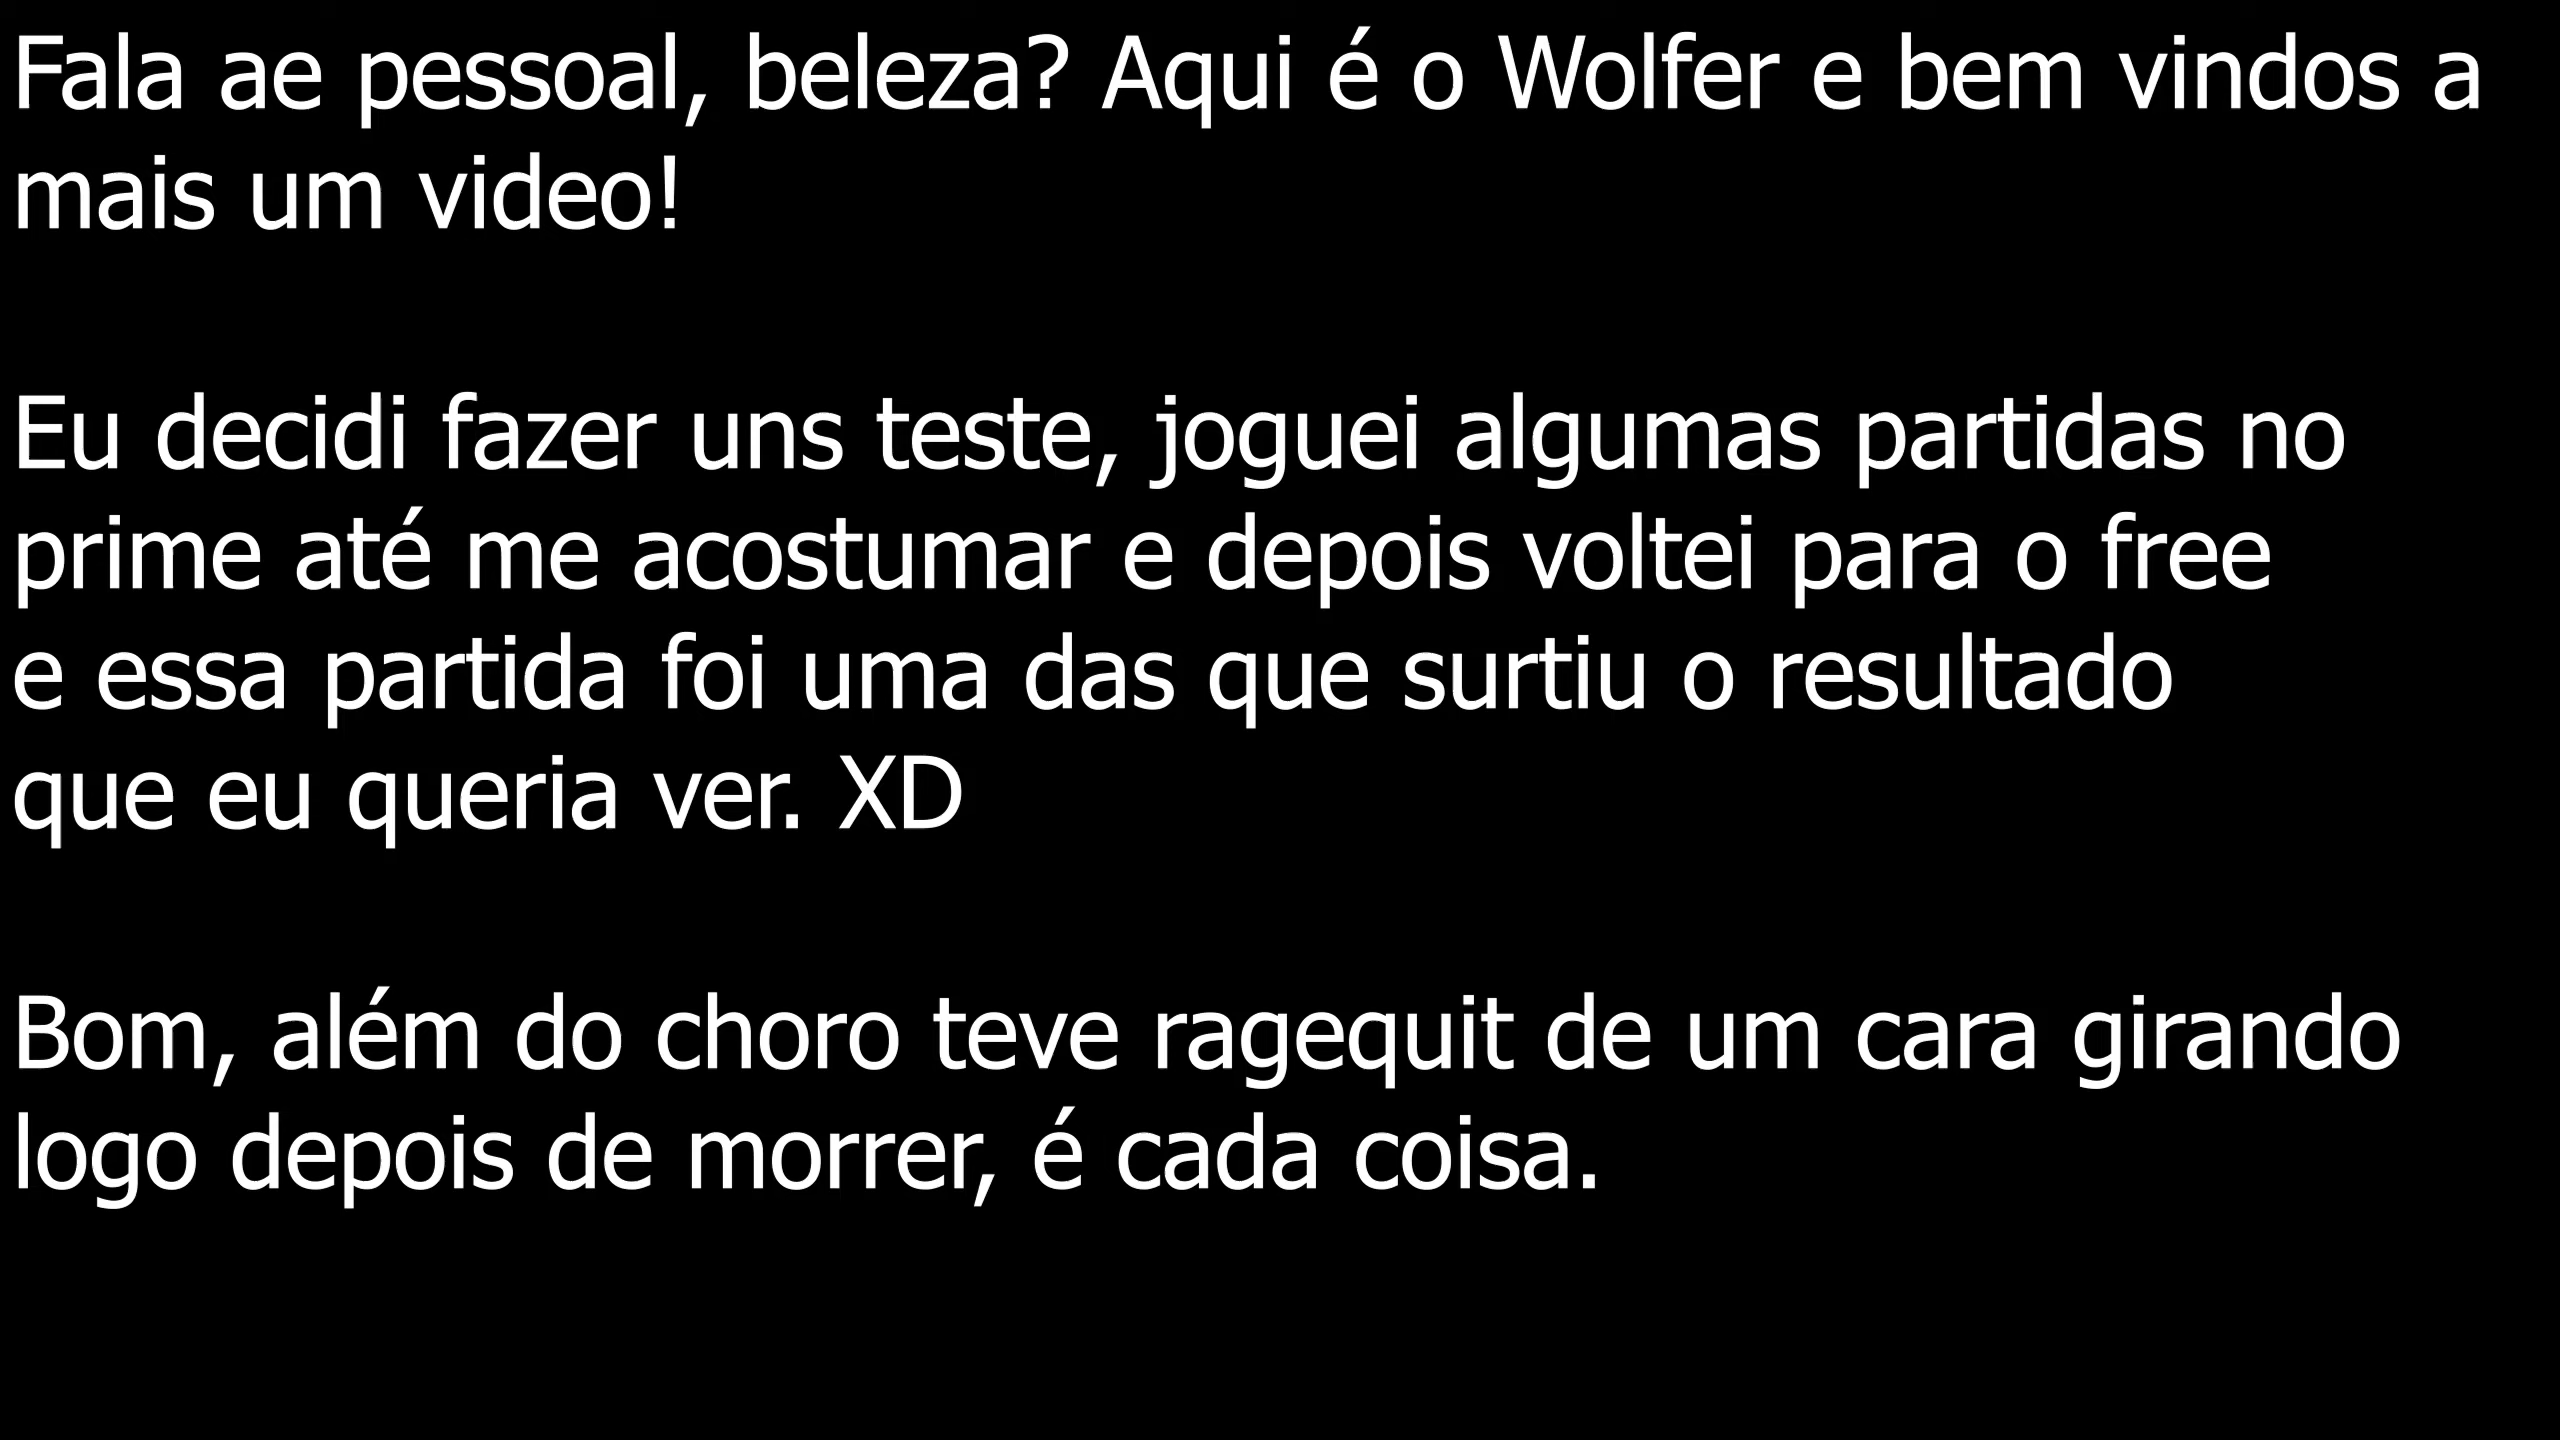 Fala ae pessoal, beleza? Aqui é o Wolfer e bem vindos a
mais um video!
Eu decidi fazer uns teste, joguei algumas partidas no
prime até me acostumar e depois voltei para o free
e essa partida foi uma das que surtiu o resultado
que eu queria ver. XD
Bom, além do choro teve ragequit de um cara girando
logo depois de morrer, é cada coisa.